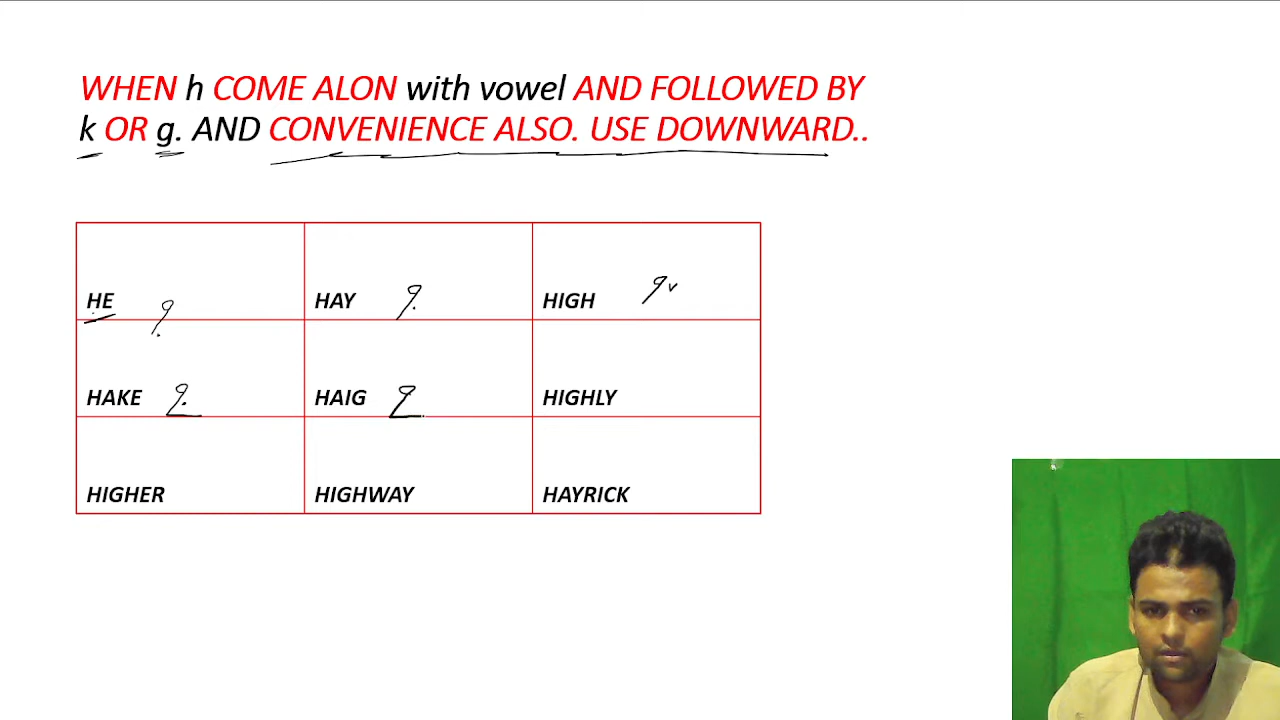 WHEN h COME ALON with vowel AND FOLLOWED BY
k OR g. AND CONVENIENCE ALSO. USE DOWNWARD..
HE HAY HIGH
HAKE HAIG HIGHLY
HIGHER HIGHWAY HAYRICK